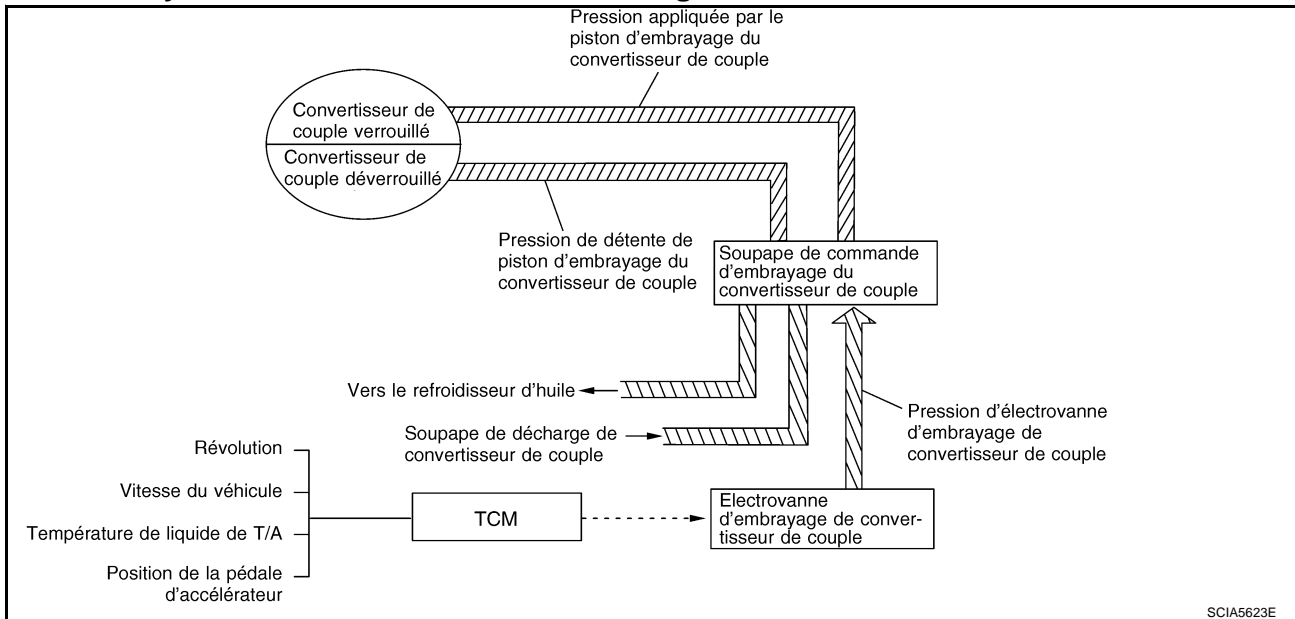 Pression appliquée par le
piston d'embrayage du
convertisseur de couple
Convertisseur de
couple verrouillé
Convertisseur de
couple déverrouillé
Pression de détente de
piston d'embrayage du
convertisseur de couple
Soupape de commande
d'embrayage du
convertisseur de couple
Vers le refroidisseur d'huile
Soupape de décharge de
convertisseur de couple
Pression d'électrovanne
d'embrayage de
convertisseur de couple
Révolution
Vitesse du véhicule
Température de liquide de T/A
Position de la pédale
d'accélérateur
TCM
Electrovanne
d'embrayage de conver-
tisseur de couple
SCIA5623E